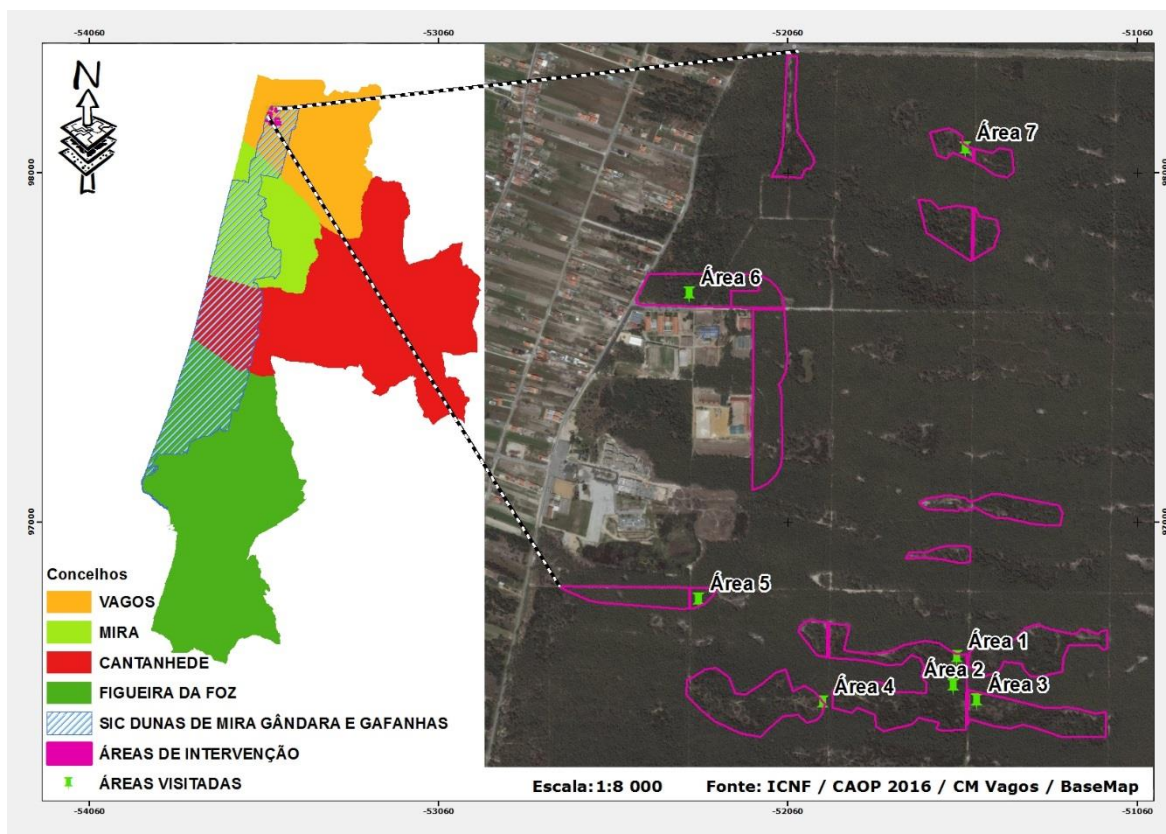 -54060
-53060
-52060
-51060
N
98000
98000
Área 7
Área 6
97000
97000
Área 5
Área 1
Área 2
Área 4
Área 3
Concelhos
VAGOS
MIRA
CANTANHEDE
FIGUEIRA DA FOZ
SIC DUNAS DE MIRA GÂNDARA E GAFANHAS
ÁREAS DE INTERVENÇÃO
ÁREAS VISITADAS
Escala:1:8 000
Fonte: ICNF / CAOP 2016 / CM Vagos / BaseMap
-54060
-53060
-52060
-51060